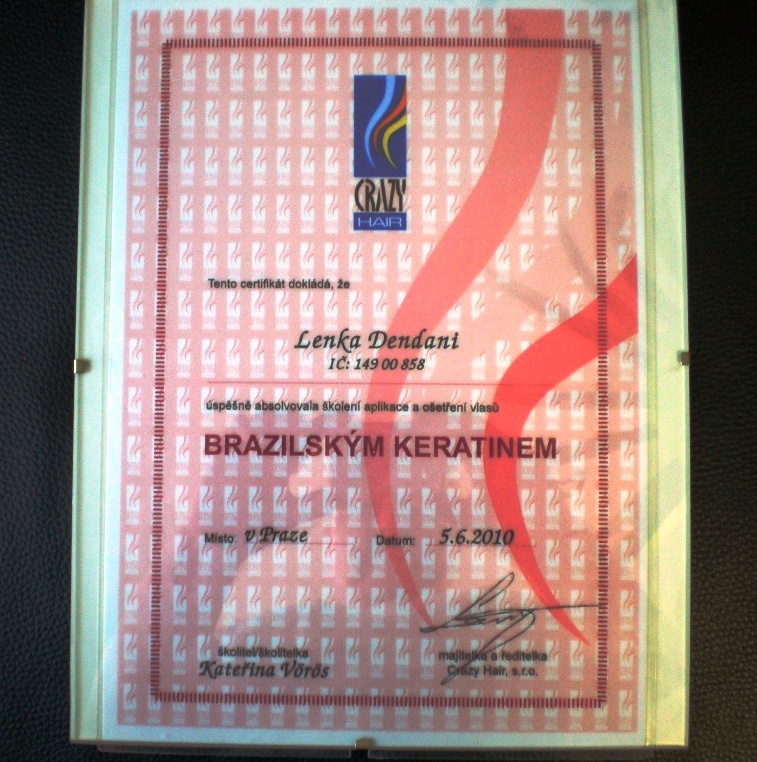 CRAZY
HAIR
Tento certifikát dokládá, že
Lenka Dendani
IČ: 149 00 858
úspěšně absolvovala školení aplikace a ošetření vlasů
BRAZILSKÝM KERATINEM
Místo: v Praze Datum: 5.6.2010
školitel/školitelka majitelka a ředitelka
Kateřina Vörös Crazy Hair, s.r.o.